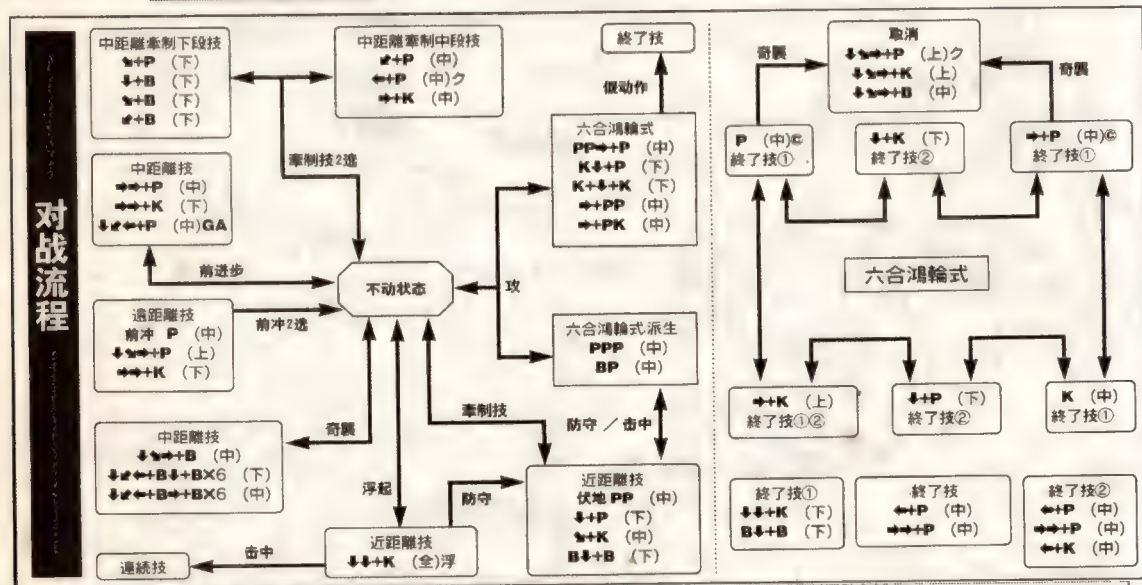 对战流程
中距離牽制下段技
↘+P (下)
↓+B (下)
↘+B (下)
↙+B (下)
中距離牽制中段技
↙+P (中)
←+P (中)ク
➔+K (中)
牽制技2逃
中距離技
➔➔+P (中)
➔➔+K (下)
↓↙←+P (中)GA
前进步
遠距離技
前冲 P (中)
↓↘➔+P (上)
➔➔+K (下)
前冲2逃
不动状态
中距離技
↓↘➔+B (中)
↓↙←+B↓+B×6 (下)
↓↙←+B➔+B×6 (中)
奇襲
浮起
牽制技
防守
近距離技
↓↓+K (全)浮
击中
連続技
終了技
偃动作
六合鴻輪式
PP➔+P (中)
K↓+P (下)
K+↓+K (下)
➔+PP (中)
➔+PK (中)
攻
六合鴻輪式派生
PPP (中)
BP (中)
防守 / 击中
近距離技
伏地 PP (中)
↓+P (下)
↘+K (中)
B↓+B (下)
取消
↓↘➔+P (上)ク
↓↘➔+K (上)
↓↘➔+B (中)
奇襲
奇襲
P (中)©
終了技①
↓+K (下)
終了技②
➔+P (中)©
終了技①
六合鴻輪式
➔+K (上)
終了技①②
↓+P (下)
終了技②
K (中)
終了技①
終了技①
↓↓+K (下)
B↓+B (下)
終了技
←+P (中)
➔➔+P (中)
終了技②
←+P (中)
➔➔+P (中)
←+K (中)